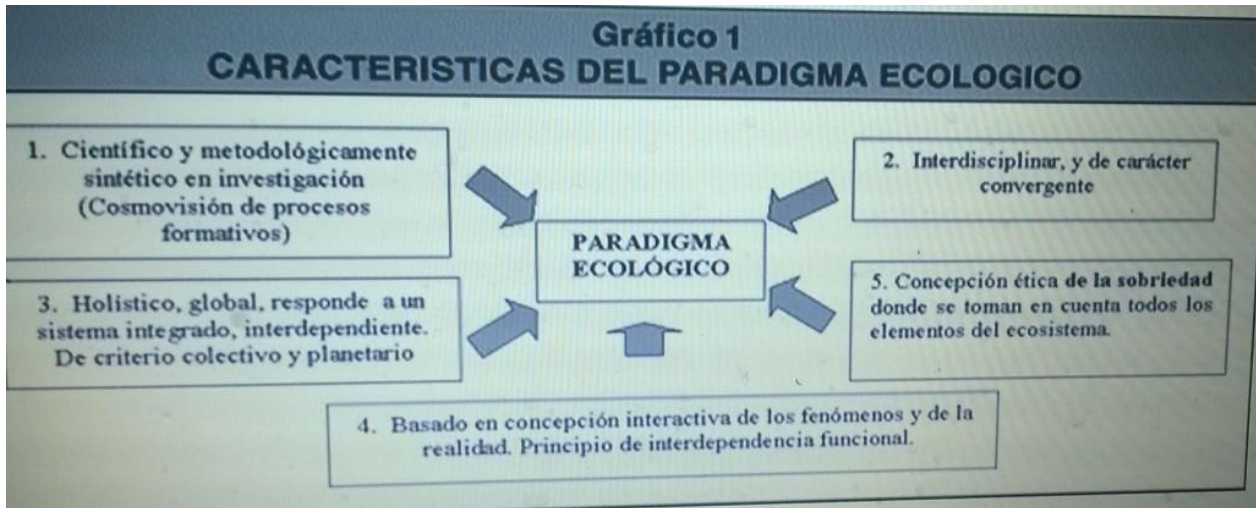 Gráfico 1
CARACTERISTICAS DEL PARADIGMA ECOLOGICO
1. Científico y metodológicamente
sintético en investigación
(Cosmovisión de procesos
formativos)
2. Interdisciplinar, y de carácter
convergente
PARADIGMA
ECOLÓGICO
3. Holístico, global, responde a un
sistema integrado, interdependiente.
De criterio colectivo y planetario
5. Concepción ética de la sobriedad
donde se toman en cuenta todos los
elementos del ecosistema.
4. Basado en concepción interactiva de los fenómenos y de la
realidad. Principio de interdependencia funcional.